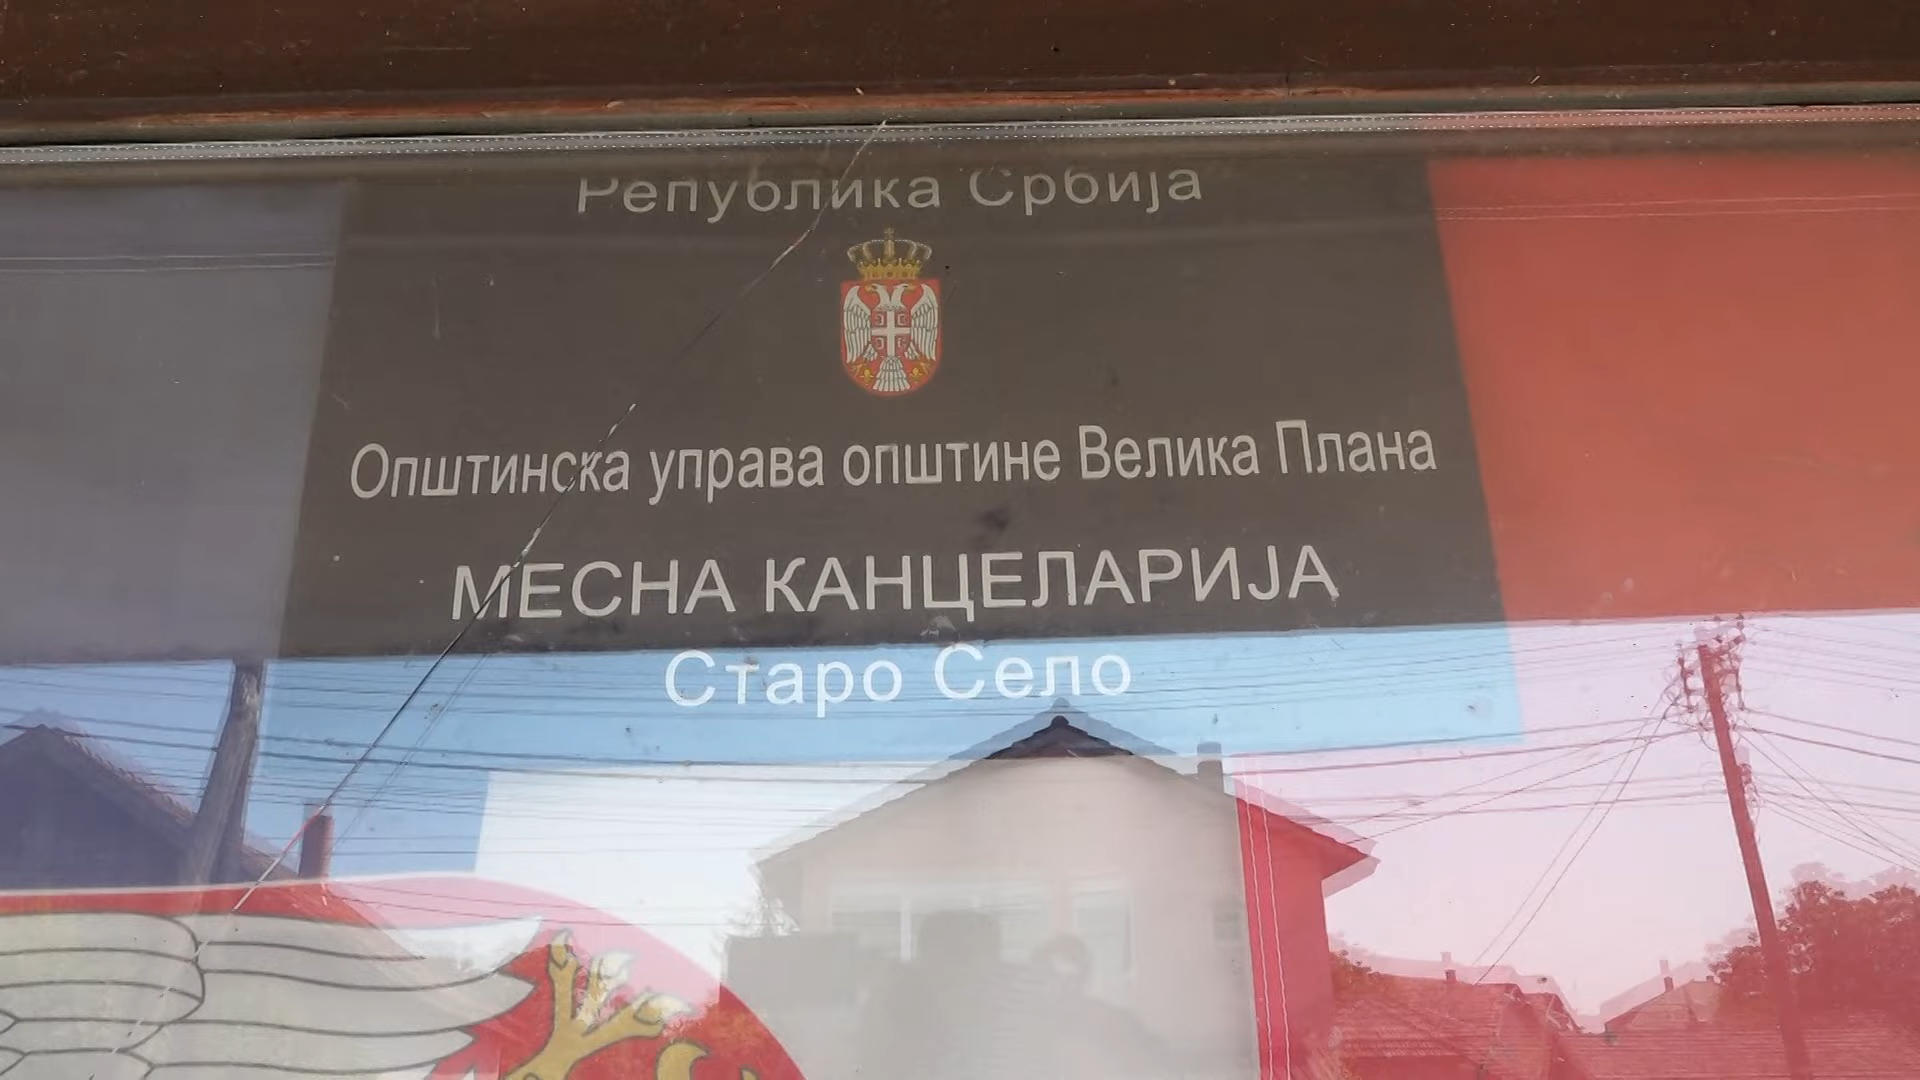 Република Србија
Општинска управа општине Велика Плана
МЕСНА КАНЦЕЛАРИЈА
Старо Село